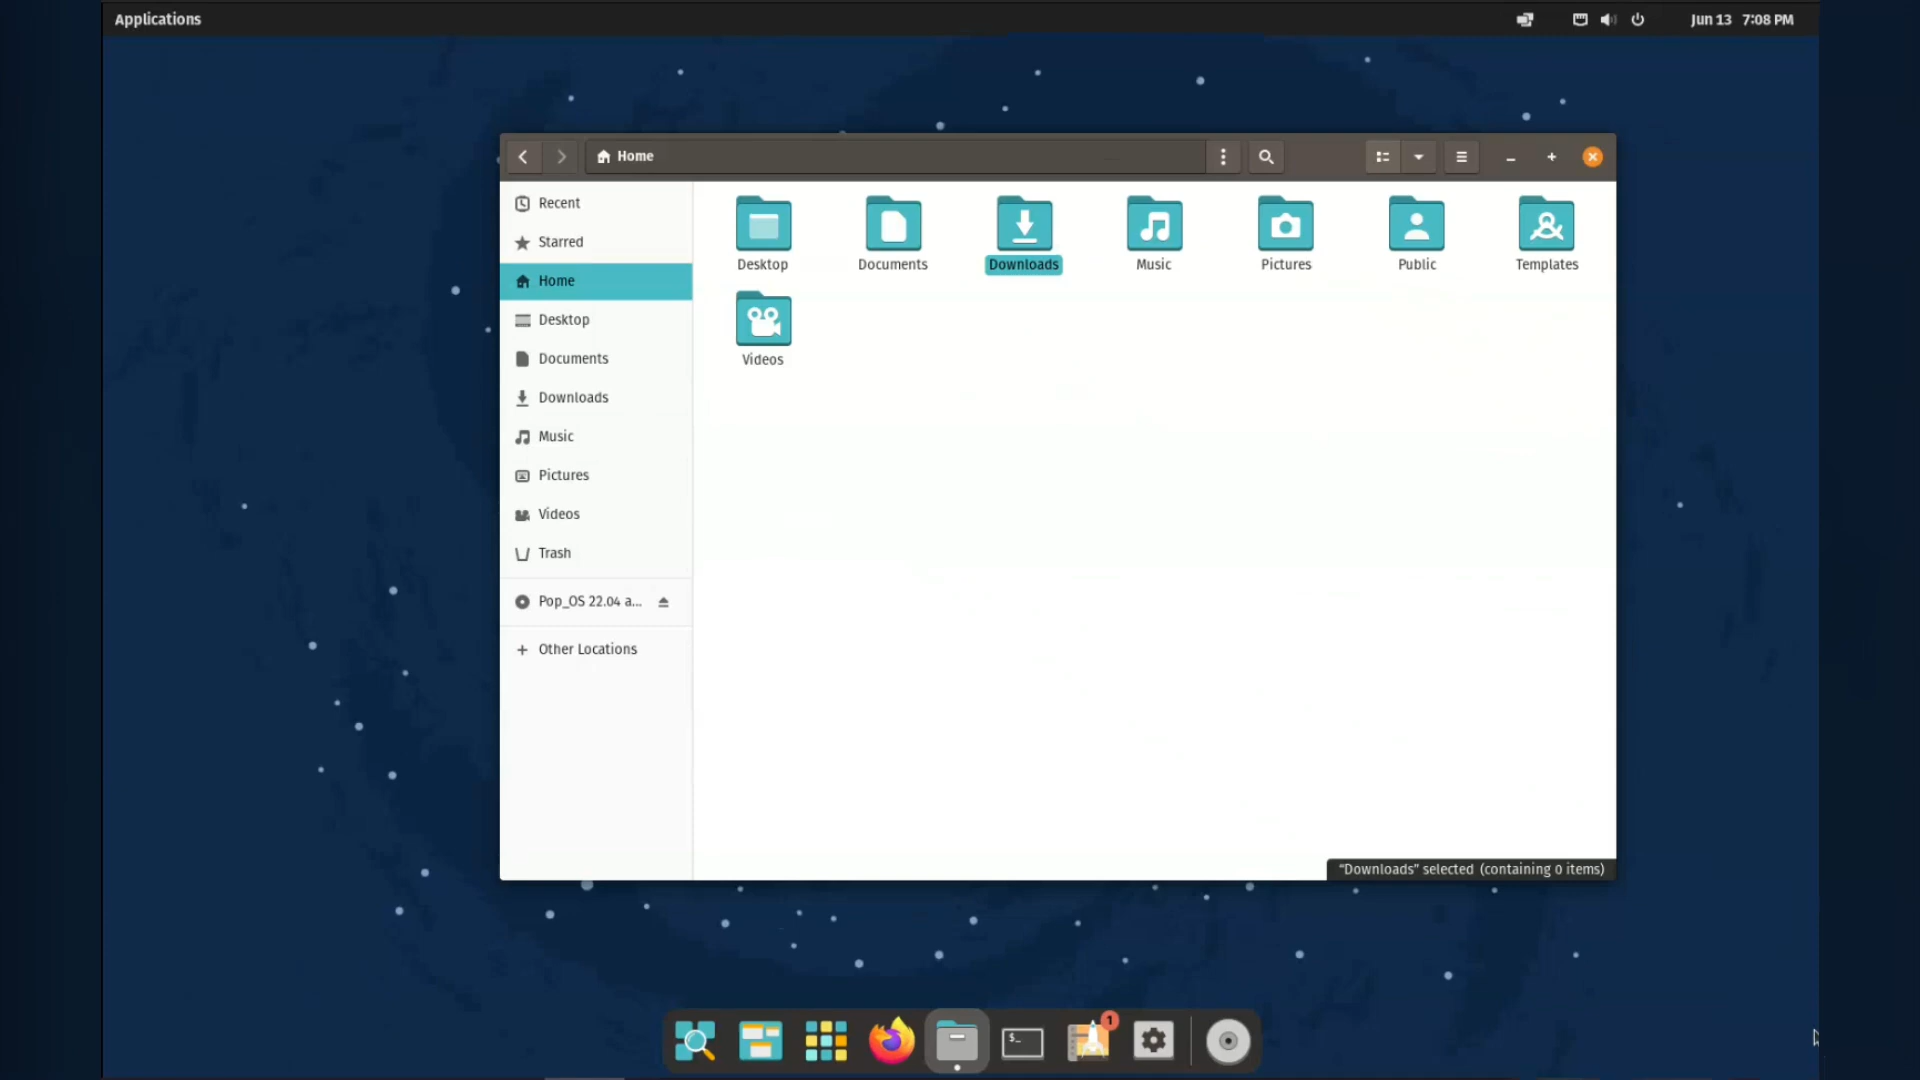 Applications
Jun 13 7:08 PM
Home
Recent
Starred
Home
Desktop
Documents
Downloads
Music
Pictures
Videos
Trash
Pop_OS 22.04 a...
Other Locations
Desktop
Documents
Downloads
Music
Pictures
Public
Templates
Videos
"Downloads" selected (containing 0 items)
$_
1